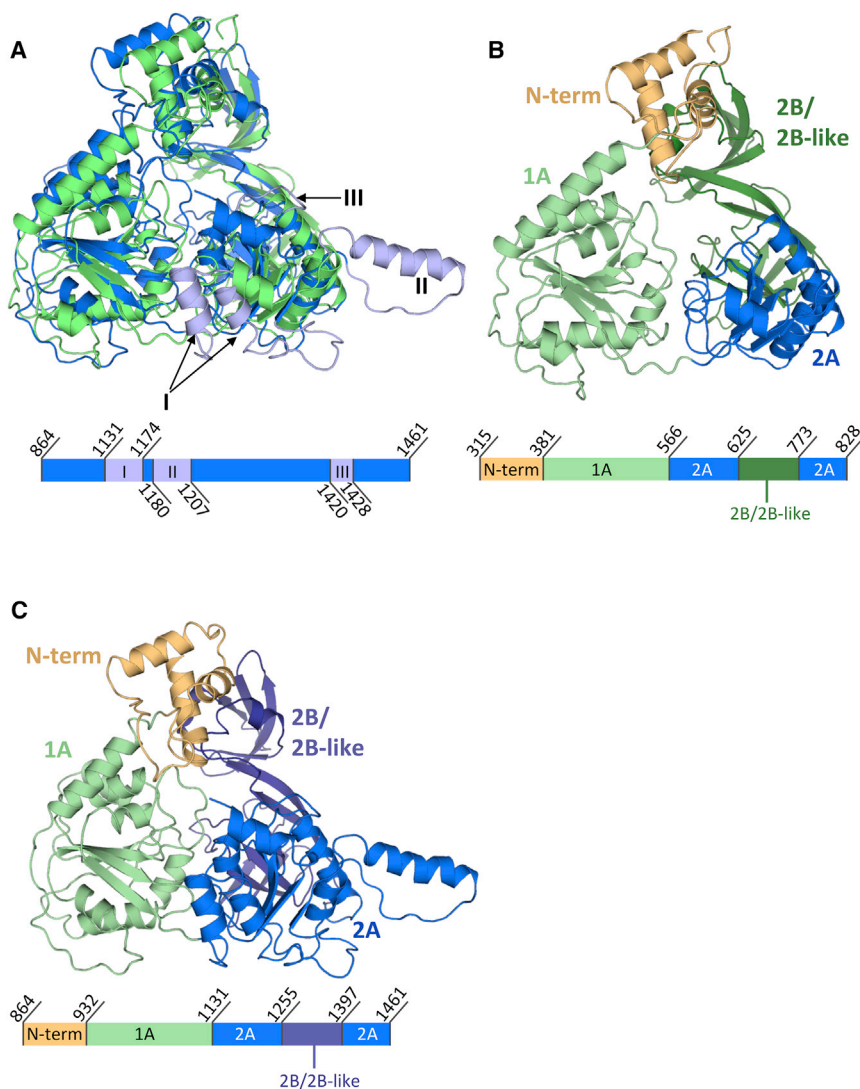 A
III
II
I
864
1131
1174
1461
I
II
III
1180
1207
1420
1428
B
N-term
2B/
2B-like
1A
2A
315
381
566
625
773
828
N-term
1A
2A
2A
2B/2B-like
C
N-term
2B/
2B-like
1A
2A
864
932
1131
1255
1397
1461
N-term
1A
2A
2A
2B/2B-like